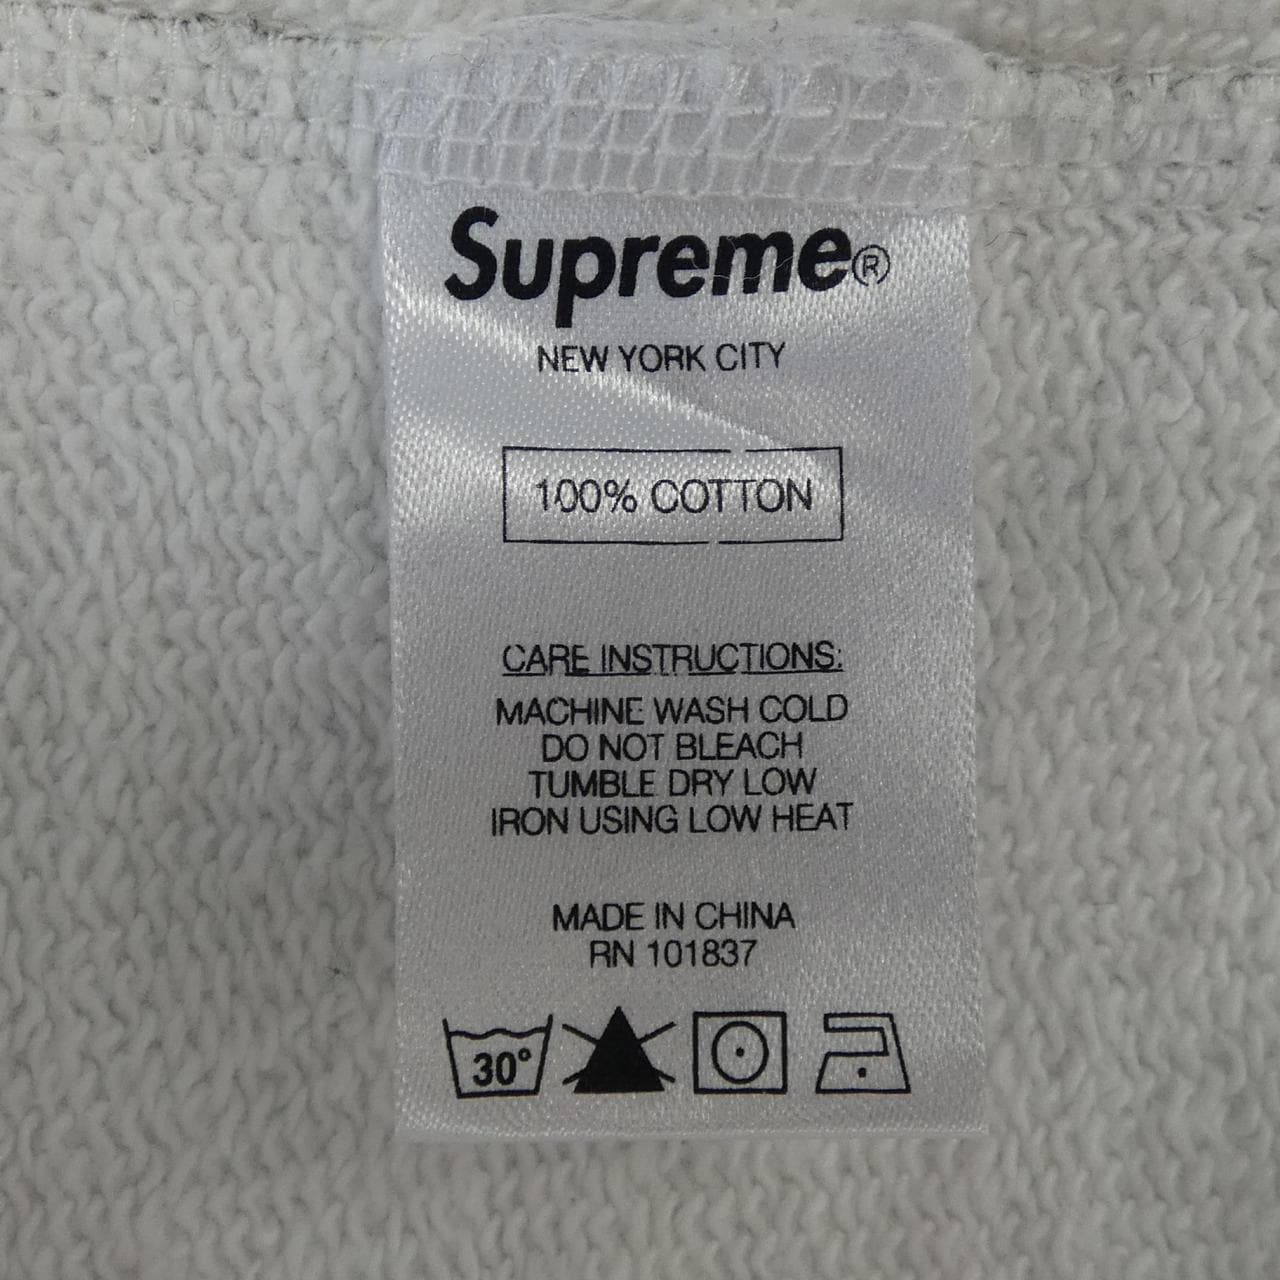 Supreme®
NEW YORK CITY
100% COTTON
CARE INSTRUCTIONS:
MACHINE WASH COLD
DO NOT BLEACH
TUMBLE DRY LOW
IRON USING LOW HEAT
MADE IN CHINA
RN 101837
30°